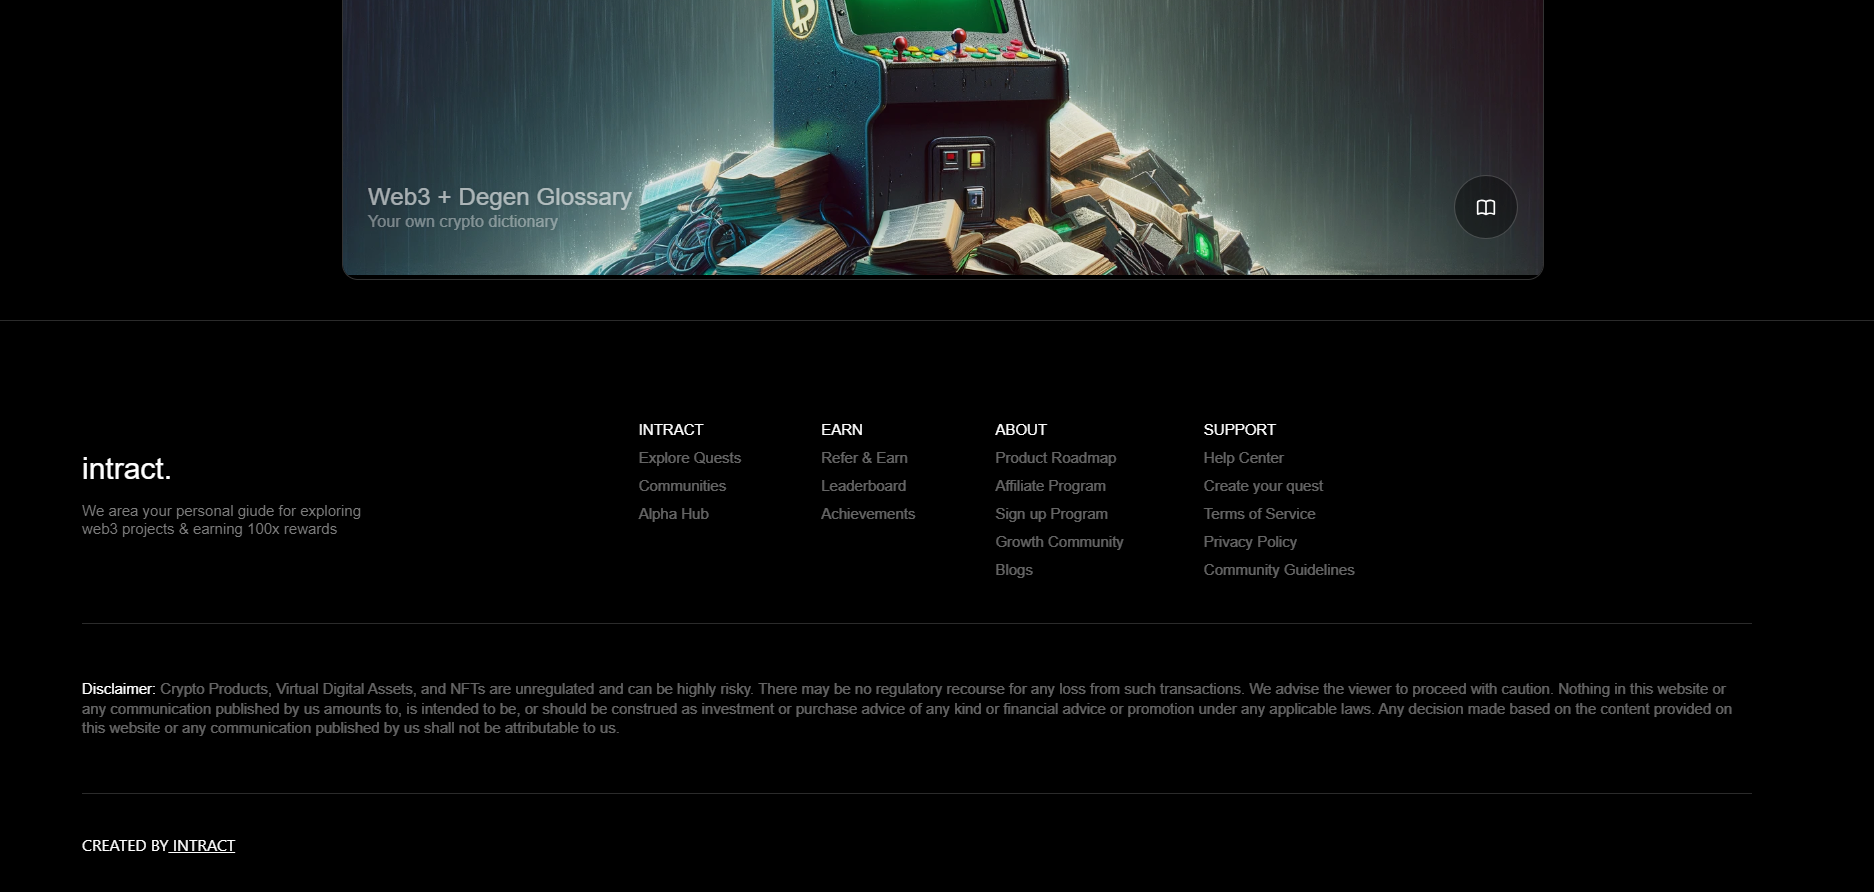 Web3 + Degen Glossary
Your own crypto dictionary
intract.
We area your personal giude for exploring
web3 projects & earning 100x rewards
INTRACT
Explore Quests
Communities
Alpha Hub
EARN
Refer & Earn
Leaderboard
Achievements
ABOUT
Product Roadmap
Affiliate Program
Sign up Program
Growth Community
Blogs
SUPPORT
Help Center
Create your quest
Terms of Service
Privacy Policy
Community Guidelines
Disclaimer: Crypto Products, Virtual Digital Assets, and NFTs are unregulated and can be highly risky. There may be no regulatory recourse for any loss from such transactions. We advise the viewer to proceed with caution. Nothing in this website or
any communication published by us amounts to, is intended to be, or should be construed as investment or purchase advice of any kind or financial advice or promotion under any applicable laws. Any decision made based on the content provided on
this website or any communication published by us shall not be attributable to us.
CREATED BY INTRACT